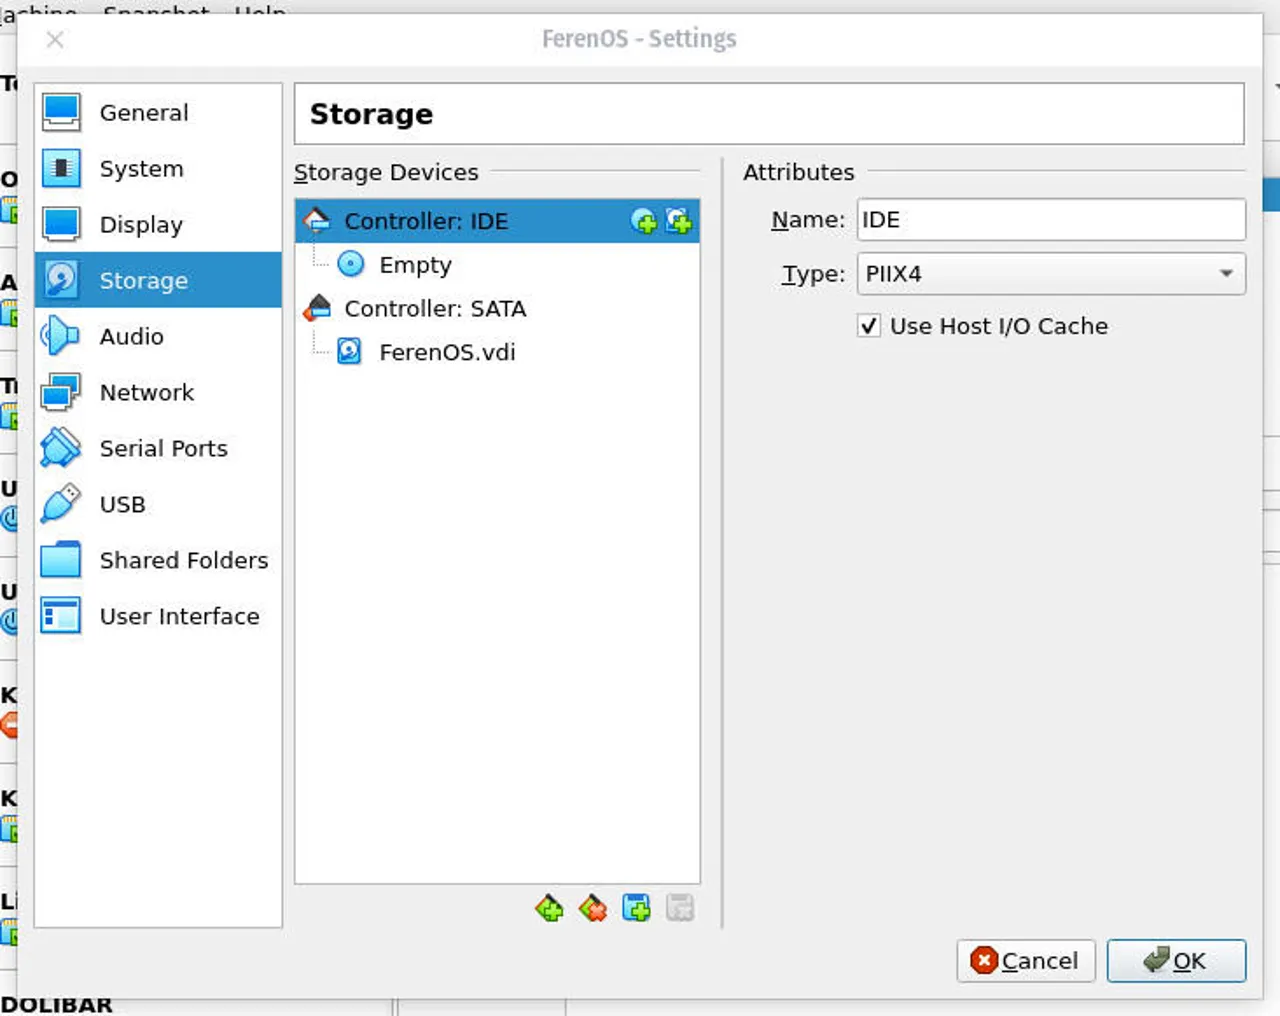 Snapshot Help
FerenOS - Settings
General
System
Display
Storage
Audio
Network
Serial Ports
USB
Shared Folders
User Interface
Storage
Storage Devices
Controller: IDE
Empty
Controller: SATA
FerenOS.vdi
Attributes
Name: IDE
Type: PIIX4
Use Host I/O Cache
Cancel
OK
DOLIBAR